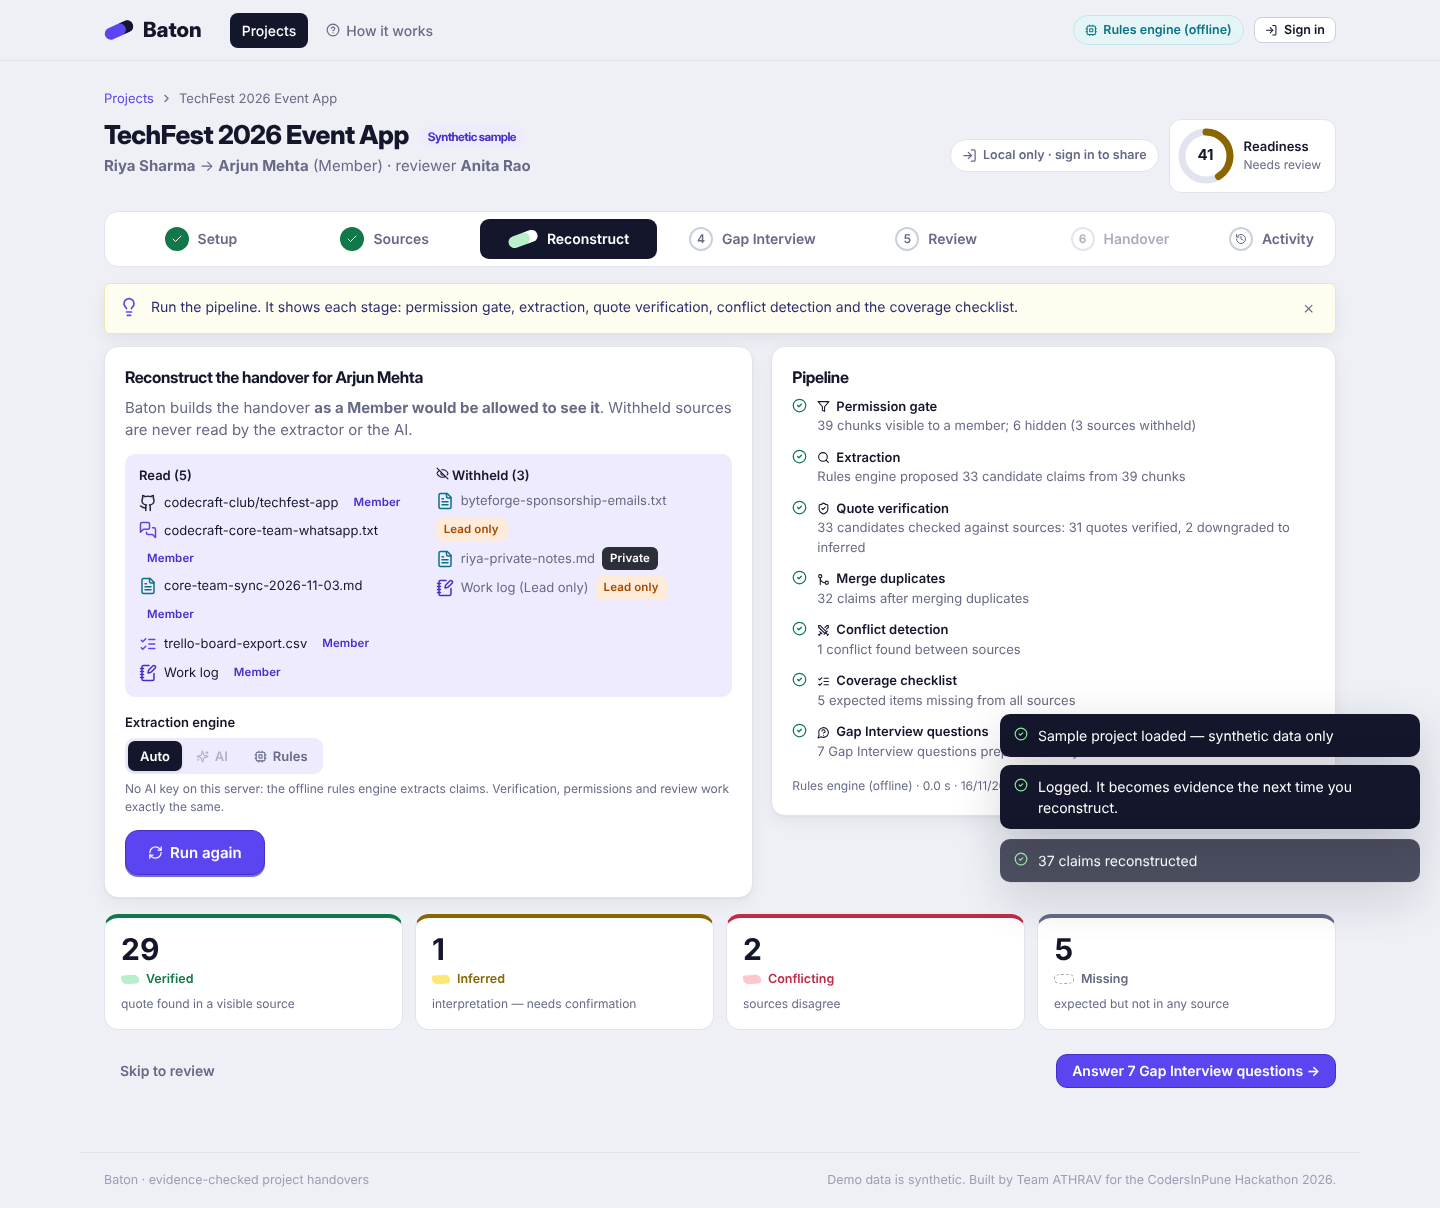 Baton
Projects
How it works
Rules engine (offline)
Sign in
Projects > TechFest 2026 Event App
TechFest 2026 Event App
Synthetic sample
Riya Sharma → Arjun Mehta (Member) · reviewer Anita Rao
Local only · sign in to share
41
Readiness
Needs review
Setup
Sources
Reconstruct
4 Gap Interview
5 Review
6 Handover
Activity
Run the pipeline. It shows each stage: permission gate, extraction, quote verification, conflict detection and the coverage checklist.
Reconstruct the handover for Arjun Mehta
Baton builds the handover as a Member would be allowed to see it. Withheld sources
are never read by the extractor or the AI.
Read (5)
codecraft-club/techfest-app Member
codecraft-core-team-whatsapp.txt
Member
core-team-sync-2026-11-03.md
Member
trello-board-export.csv Member
Work log Member
Withheld (3)
byteforge-sponsorship-emails.txt
Lead only
riya-private-notes.md Private
Work log (Lead only) Lead only
Extraction engine
Auto
AI
Rules
No AI key on this server: the offline rules engine extracts claims. Verification, permissions and review work
exactly the same.
Run again
Pipeline
Permission gate
39 chunks visible to a member; 6 hidden (3 sources withheld)
Extraction
Rules engine proposed 33 candidate claims from 39 chunks
Quote verification
33 candidates checked against sources: 31 quotes verified, 2 downgraded to
inferred
Merge duplicates
32 claims after merging duplicates
Conflict detection
1 conflict found between sources
Coverage checklist
5 expected items missing from all sources
Gap Interview questions
7 Gap Interview questions
Rules engine (offline) · 0.0 s · 16/11/2
Sample project loaded — synthetic data only
Logged. It becomes evidence the next time you
reconstruct.
37 claims reconstructed
29
Verified
quote found in a visible source
1
Inferred
interpretation — needs confirmation
2
Conflicting
sources disagree
5
Missing
expected but not in any source
Skip to review
Answer 7 Gap Interview questions →
Baton · evidence-checked project handovers
Demo data is synthetic. Built by Team ATHRAV for the CodersInPune Hackathon 2026.